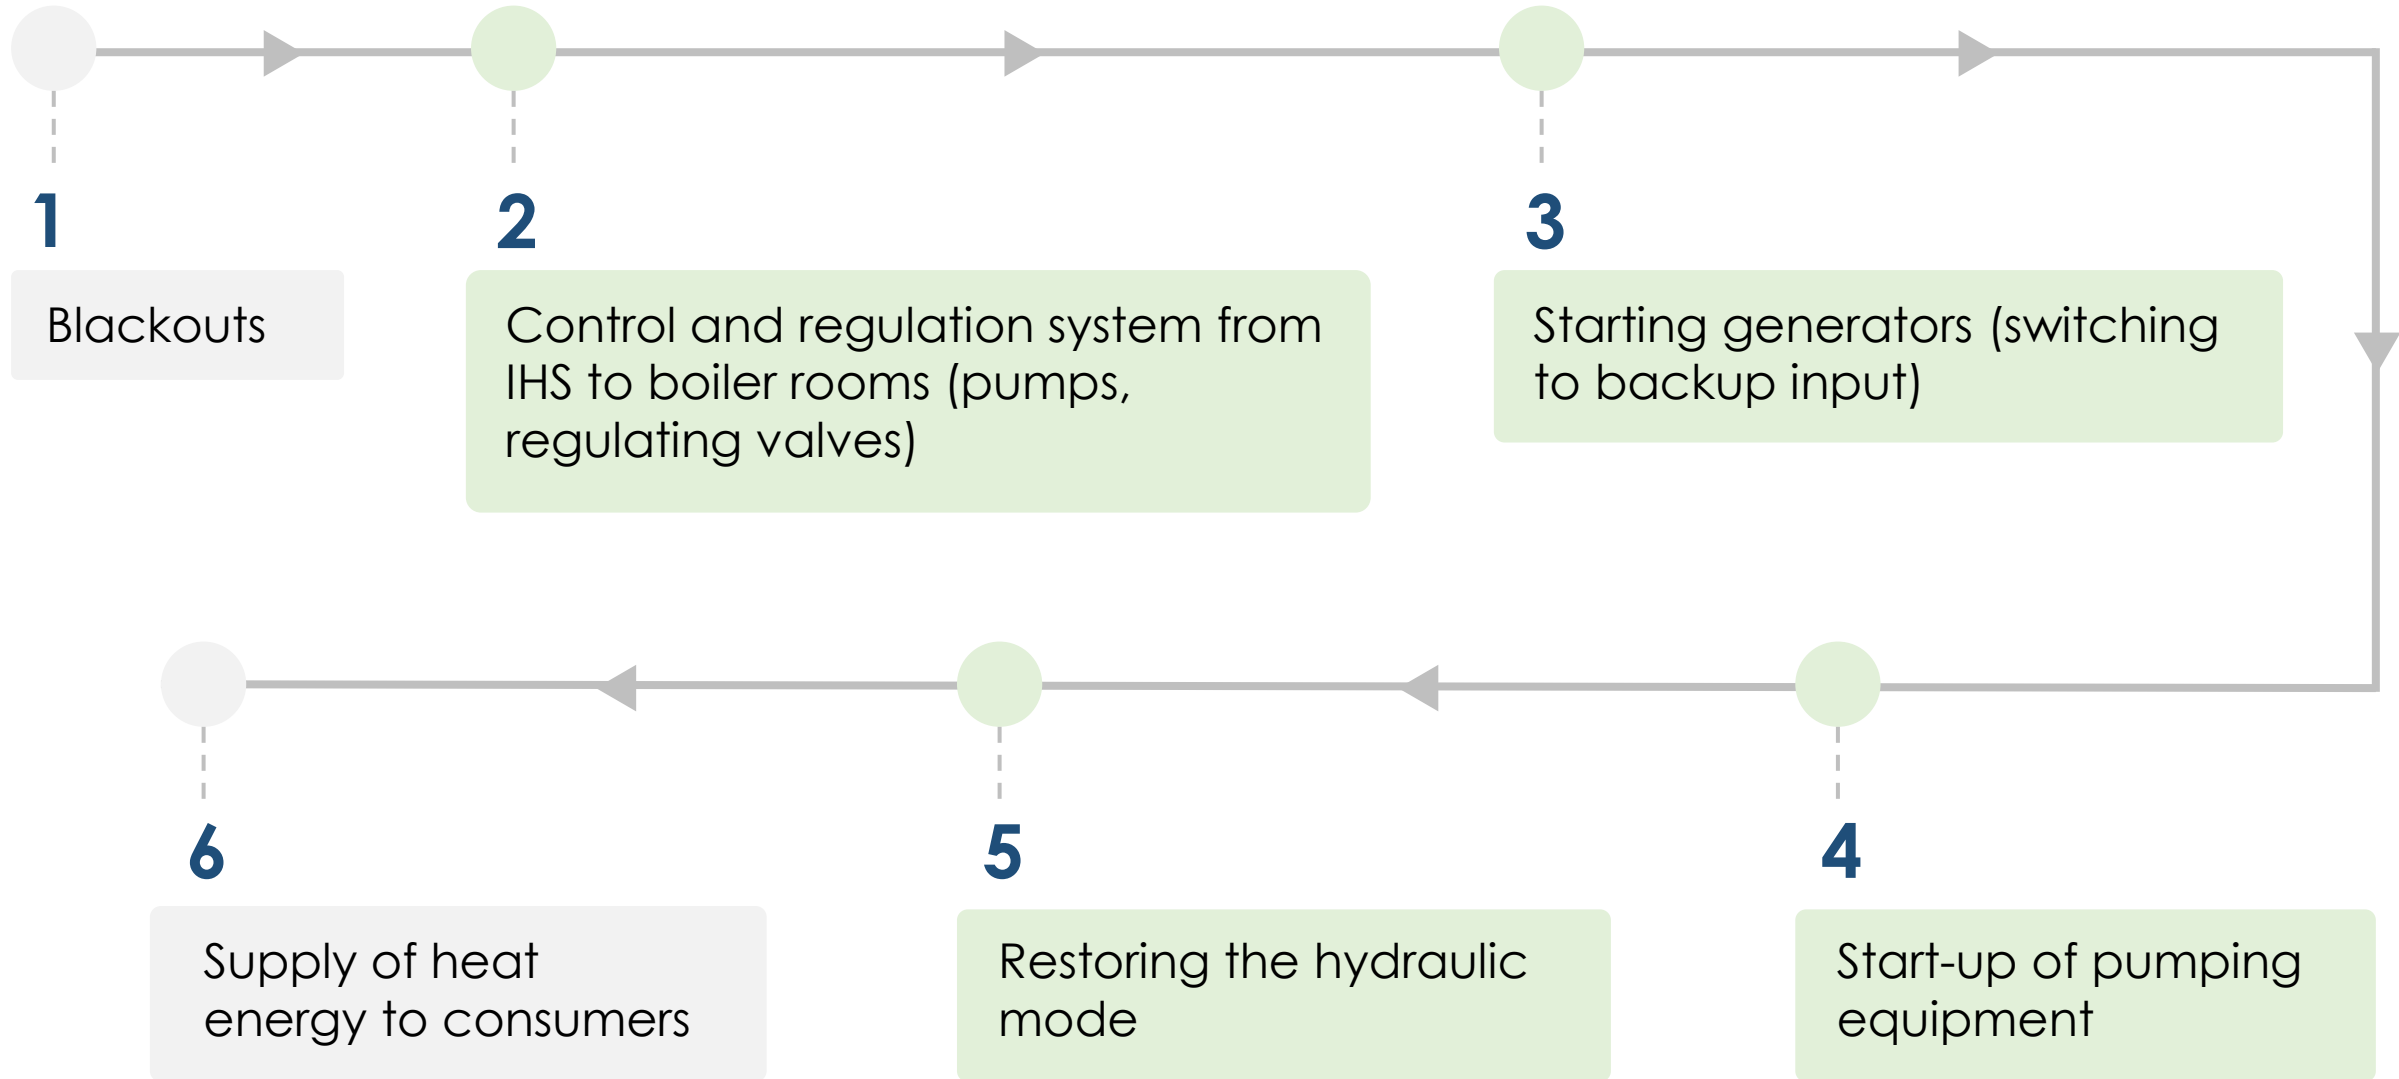 1
Blackouts
2
Control and regulation system from
IHS to boiler rooms (pumps,
regulating valves)
3
Starting generators (switching
to backup input)
4
Start-up of pumping
equipment
5
Restoring the hydraulic
mode
6
Supply of heat
energy to consumers